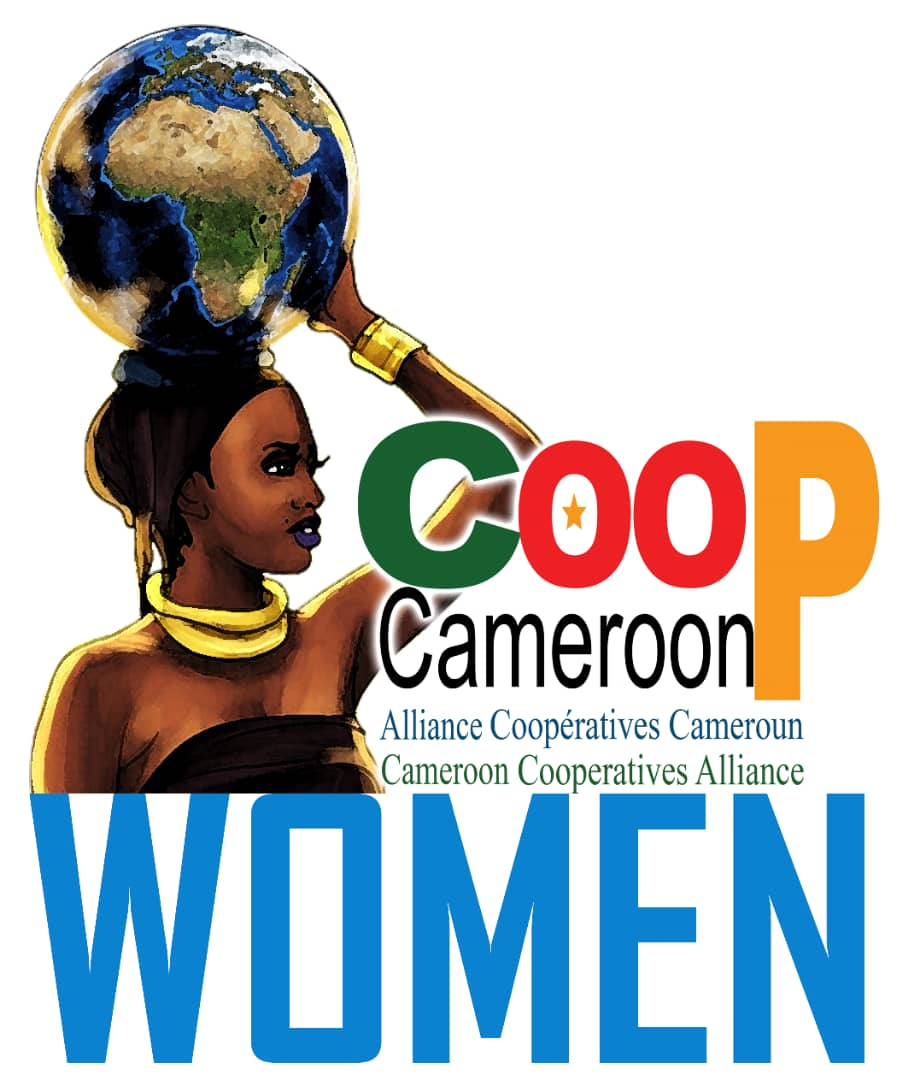 COOP
Cameroon
Alliance Coopératives Cameroun
Cameroon Cooperatives Alliance
WOMEN